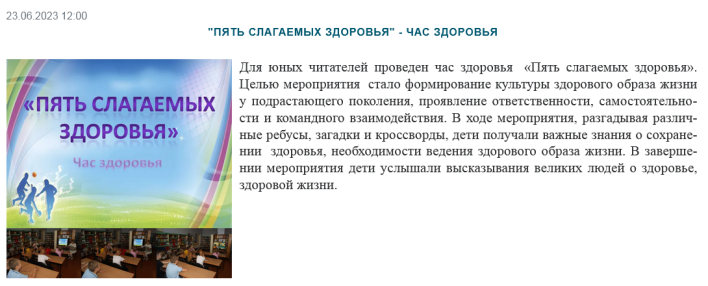 23.06.2023 12:00
"ПЯТЬ СЛАГАЕМЫХ ЗДОРОВЬЯ" - ЧАС ЗДОРОВЬЯ
«ПЯТЬ СЛАГАЕМЫХ
ЗДОРОВЬЯ»
Час здоровья
Для юных читателей проведен час здоровья «Пять слагаемых здоровья».
Целью мероприятия стало формирование культуры здорового образа жизни
у подрастающего поколения, проявление ответственности, самостоятельно-
сти и командного взаимодействия. В ходе мероприятия, разгадывая различ-
ные ребусы, загадки и кроссворды, дети получали важные знания о сохране-
нии здоровья, необходимости ведения здорового образа жизни. В заверше-
нии мероприятия дети услышали высказывания великих людей о здоровье,
здоровой жизни.